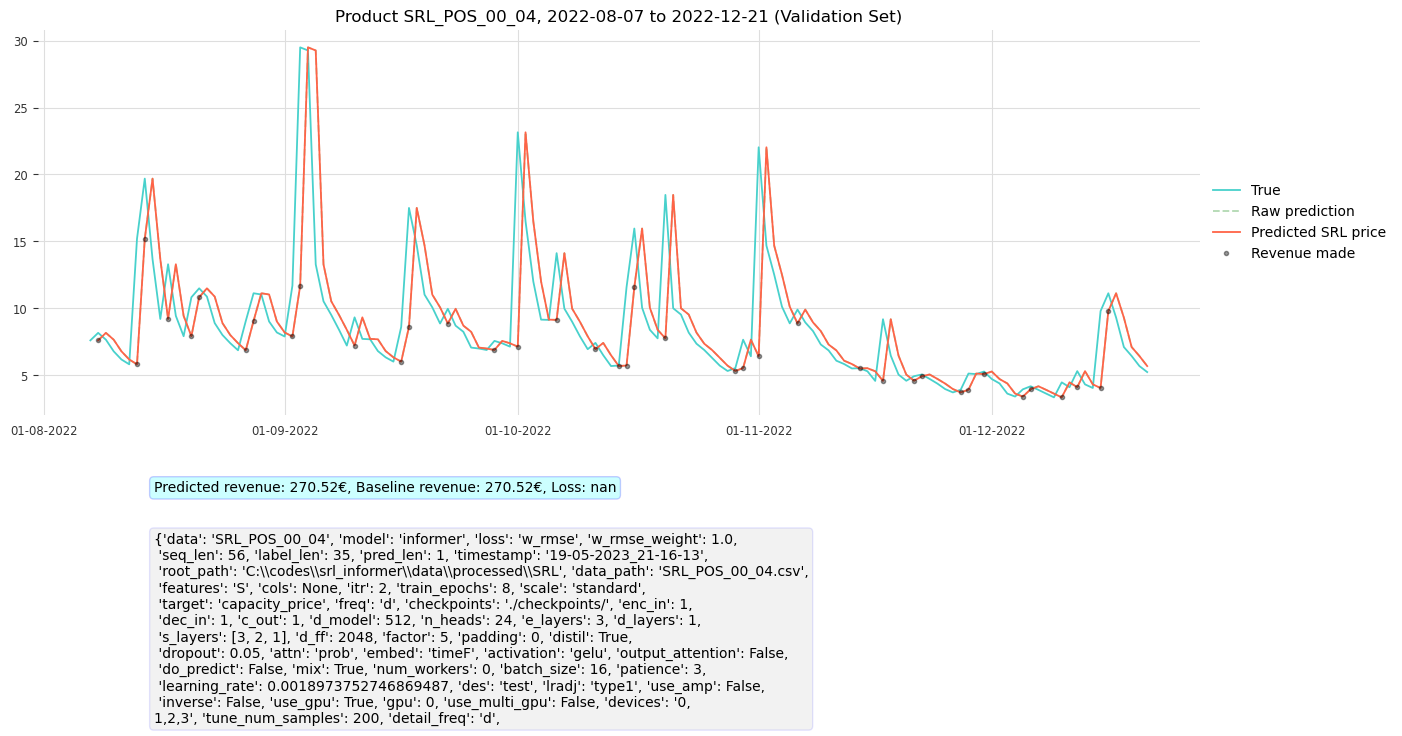 Product SRL_POS_00_04, 2022-08-07 to 2022-12-21 (Validation Set)
30
25
20
15
10
5
01-08-2022
01-09-2022
01-10-2022
01-11-2022
01-12-2022
True
Raw prediction
Predicted SRL price
Revenue made
Predicted revenue: 270.52€, Baseline revenue: 270.52€, Loss: nan
{'data': 'SRL_POS_00_04', 'model': 'informer', 'loss': 'w_rmse', 'w_rmse_weight': 1.0,
'seq_len': 56, 'label_len': 35, 'pred_len': 1, 'timestamp': '19-05-2023_21-16-13',
'root_path': 'C:\\codes\\srl_informer\\data\\processed\\SRL', 'data_path': 'SRL_POS_00_04.csv',
'features': 'S', 'cols': None, 'itr': 2, 'train_epochs': 8, 'scale': 'standard',
'target': 'capacity_price', 'freq': 'd', 'checkpoints': './checkpoints/', 'enc_in': 1,
'dec_in': 1, 'c_out': 1, 'd_model': 512, 'n_heads': 24, 'e_layers': 3, 'd_layers': 1,
's_layers': [3, 2, 1], 'd_ff': 2048, 'factor': 5, 'padding': 0, 'distil': True,
'dropout': 0.05, 'attn': 'prob', 'embed': 'timeF', 'activation': 'gelu', 'output_attention': False,
'do_predict': False, 'mix': True, 'num_workers': 0, 'batch_size': 16, 'patience': 3,
'learning_rate': 0.0018973752746869487, 'des': 'test', 'lradj': 'type1', 'use_amp': False,
'inverse': False, 'use_gpu': True, 'gpu': 0, 'use_multi_gpu': False, 'devices': '0,
1,2,3', 'tune_num_samples': 200, 'detail_freq': 'd',